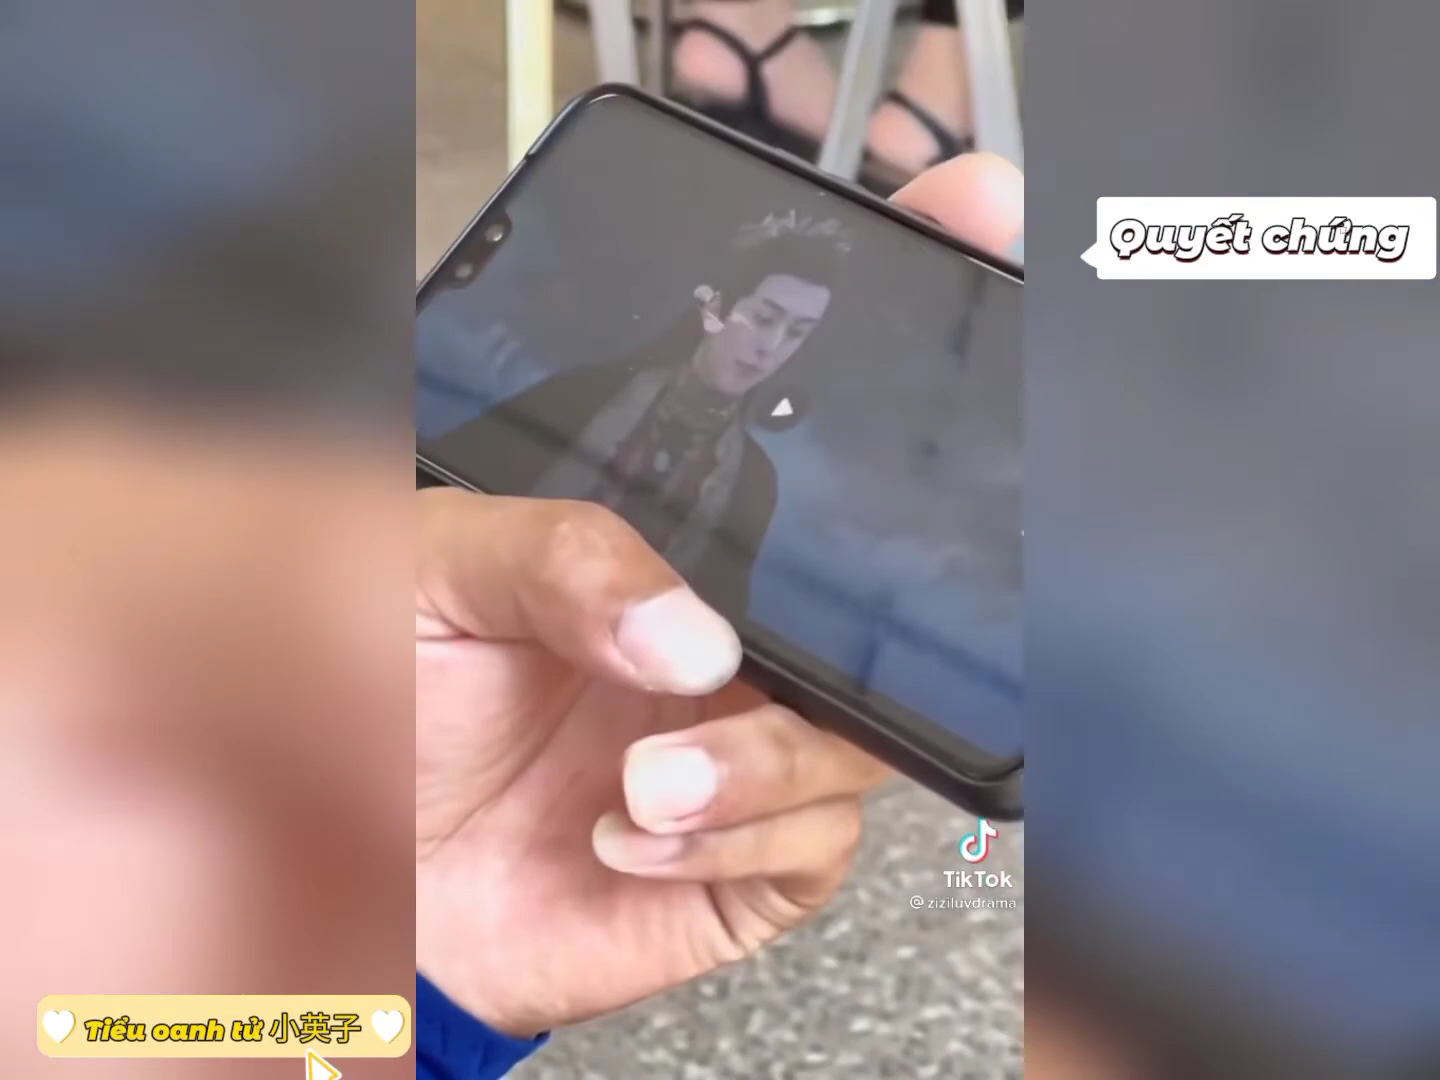 Quyết chứng
TikTok
@ziziluvdrama
Tiểu oanh tử 小英子